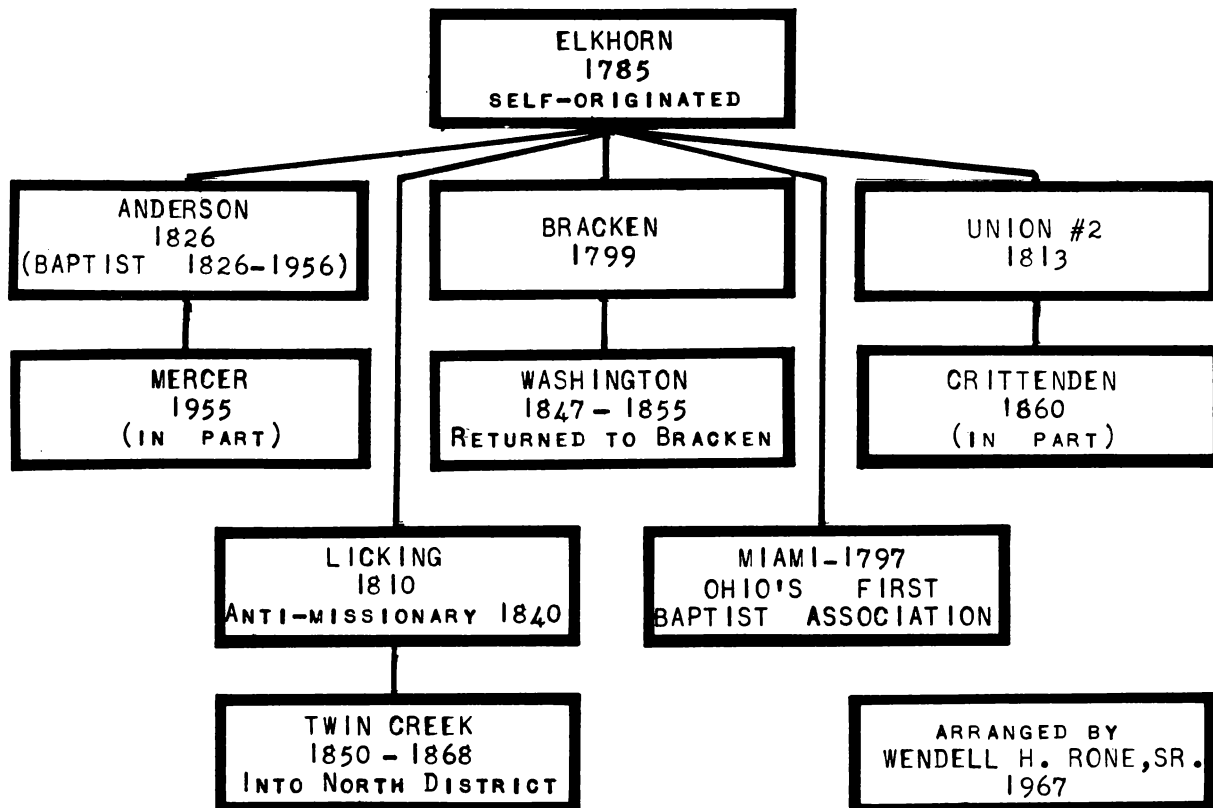 ELKHORN
1785
SELF-ORIGINATED
ANDERSON
1826
(BAPTIST 1826-1956)
BRACKEN
1799
UNION #2
1813
MERCER
1955
(IN PART)
WASHINGTON
1847-1855
RETURNED TO BRACKEN
CRITTENDEN
1860
(IN PART)
LICKING
1810
ANTI-MISSIONARY 1840
MIAMI-1797
OHIO'S FIRST
BAPTIST ASSOCIATION
TWIN CREEK
1850-1868
INTO NORTH DISTRICT
ARRANGED BY
WENDELL H. RONE,SR.
1967